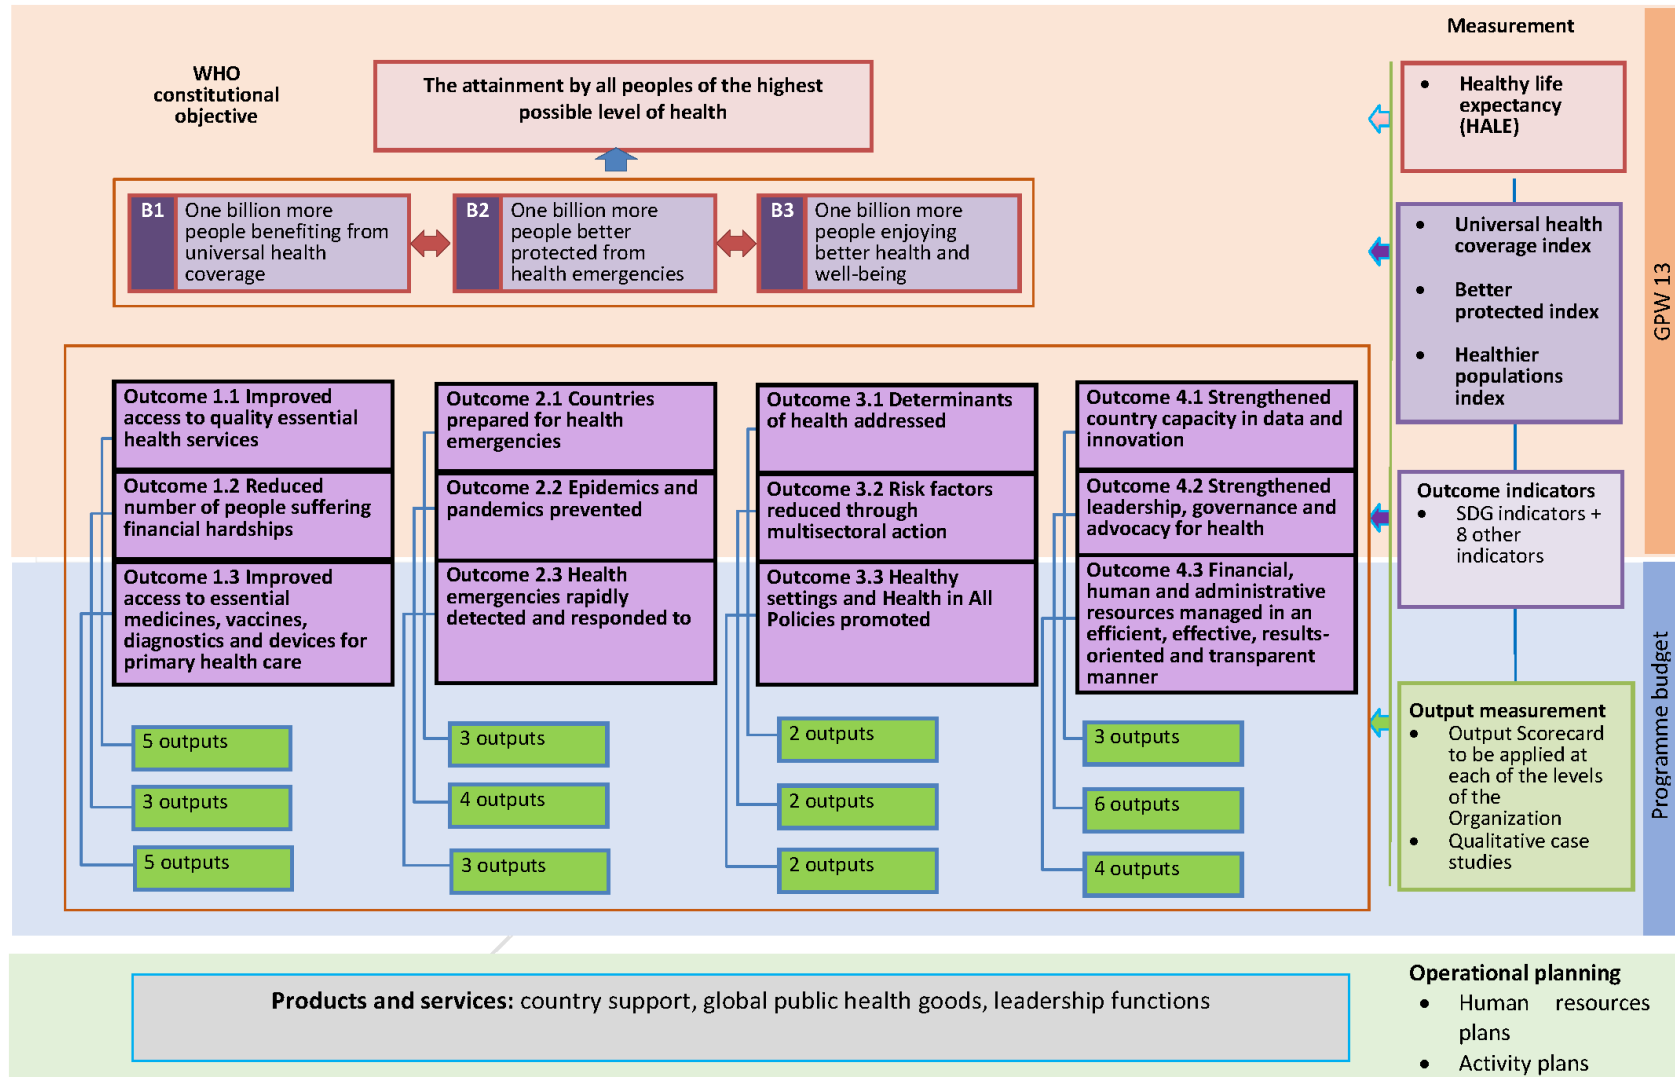 Measurement
WHO
constitutional
objective
The attainment by all peoples of the highest
possible level of health
• Healthy life
expectancy
(HALE)
B1
One billion more
people benefiting from
universal health
coverage
B2
One billion more
people better
protected from
health emergencies
B3
One billion more
people enjoying
better health and
well-being
• Universal health
coverage index
• Better
protected index
• Healthier
populations
index
GPW 13
Outcome 1.1 Improved
access to quality essential
health services
Outcome 1.2 Reduced
number of people suffering
financial hardships
Outcome 1.3 Improved
access to essential
medicines, vaccines,
diagnostics and devices for
primary health care
Outcome 2.1 Countries
prepared for health
emergencies
Outcome 2.2 Epidemics and
pandemics prevented
Outcome 2.3 Health
emergencies rapidly
detected and responded to
Outcome 3.1 Determinants
of health addressed
Outcome 3.2 Risk factors
reduced through
multisectoral action
Outcome 3.3 Healthy
settings and Health in All
Policies promoted
Outcome 4.1 Strengthened
country capacity in data and
innovation
Outcome 4.2 Strengthened
leadership, governance and
advocacy for health
Outcome 4.3 Financial,
human and administrative
resources managed in an
efficient, effective, results-
oriented and transparent
manner
Outcome indicators
• SDG indicators +
8 other
indicators
5 outputs
3 outputs
5 outputs
3 outputs
4 outputs
3 outputs
2 outputs
2 outputs
2 outputs
3 outputs
6 outputs
4 outputs
Output measurement
• Output Scorecard
to be applied at
each of the levels
of the
Organization
• Qualitative case
studies
Programme budget
Products and services: country support, global public health goods, leadership functions
Operational planning
• Human resources
plans
• Activity plans